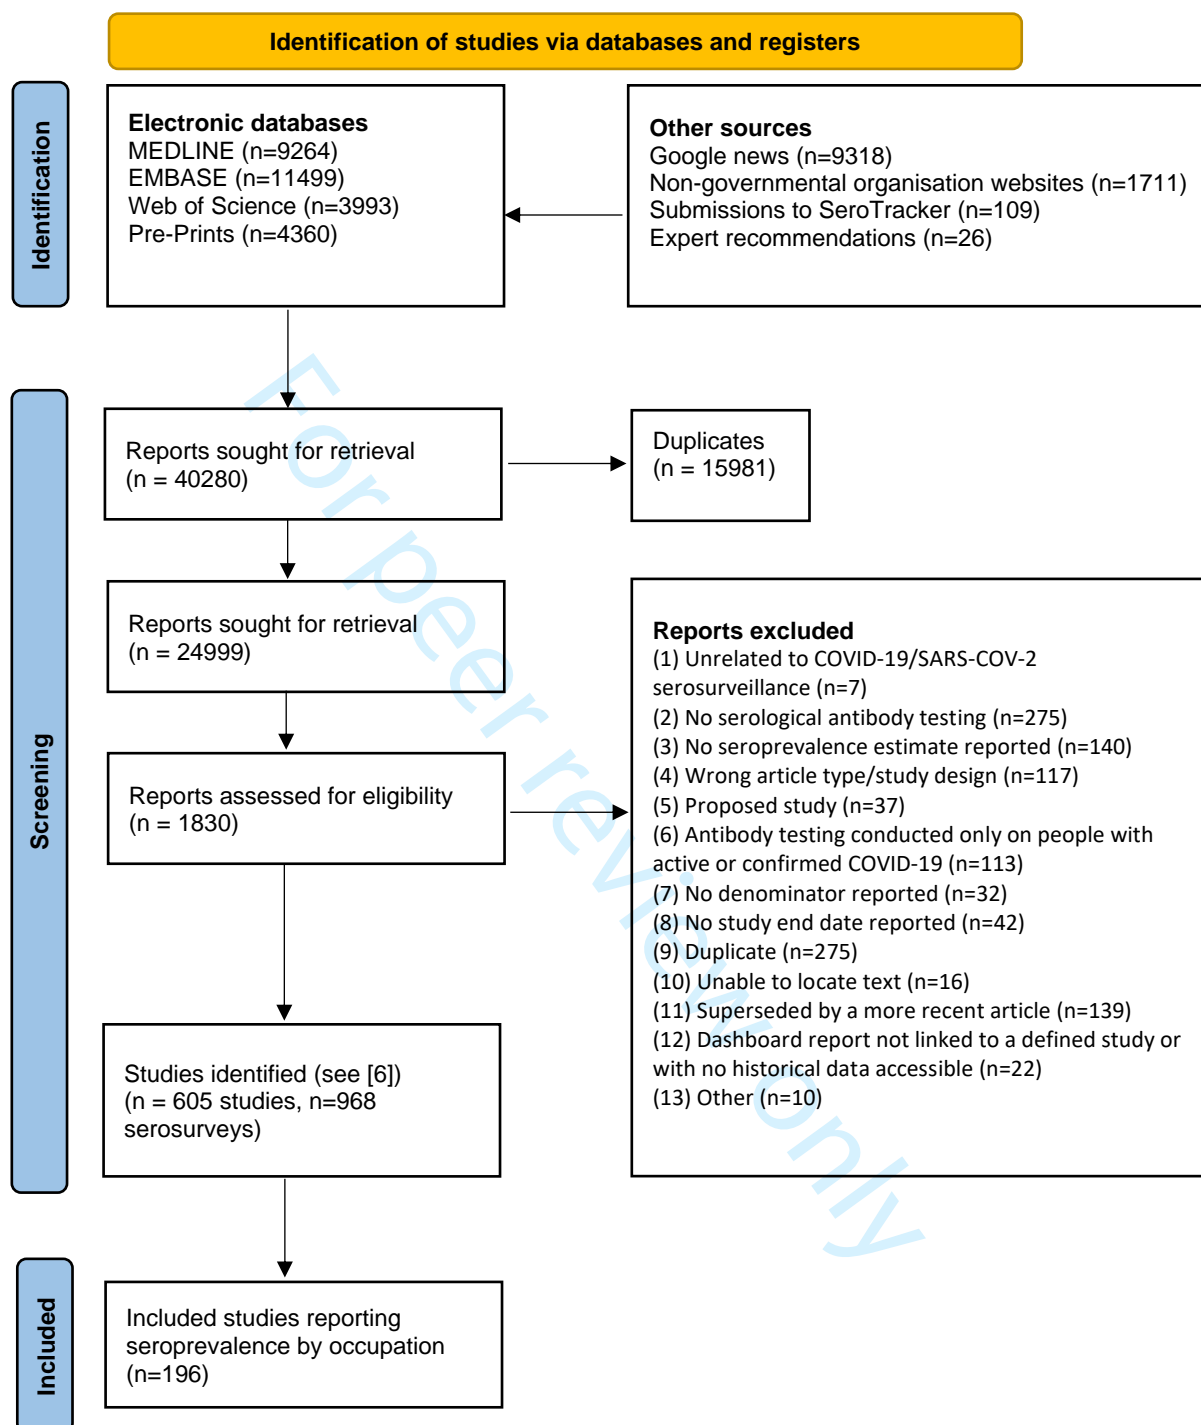 Identification of studies via databases and registers
Identification
Electronic databases
MEDLINE (n=9264)
EMBASE (n=11499)
Web of Science (n=3993)
Pre-Prints (n=4360)
Other sources
Google news (n=9318)
Non-governmental organisation websites (n=1711)
Submissions to SeroTracker (n=109)
Expert recommendations (n=26)
Screening
Reports sought for retrieval
(n = 40280)
Duplicates
(n = 15981)
Reports sought for retrieval
(n = 24999)
Reports assessed for eligibility
(n = 1830)
Reports excluded
(1) Unrelated to COVID-19/SARS-COV-2
serosurveillance (n=7)
(2) No serological antibody testing (n=275)
(3) No seroprevalence estimate reported (n=140)
(4) Wrong article type/study design (n=117)
(5) Proposed study (n=37)
(6) Antibody testing conducted only on people with
active or confirmed COVID-19 (n=113)
(7) No denominator reported (n=32)
(8) No study end date reported (n=42)
(9) Duplicate (n=275)
(10) Unable to locate text (n=16)
(11) Superseded by a more recent article (n=139)
(12) Dashboard report not linked to a defined study or
with no historical data accessible (n=22)
(13) Other (n=10)
Studies identified (see [6])
(n = 605 studies, n=968
serosurveys)
Included
Included studies reporting
seroprevalence by occupation
(n=196)
For peer review only